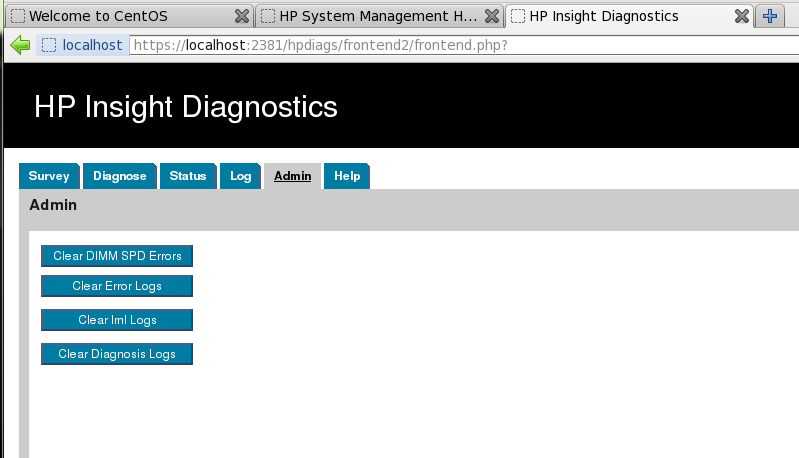 Welcome to CentOS
HP System Management H...
HP Insight Diagnostics
localhost https://localhost:2381/hpdiags/frontend2/frontend.php?
HP Insight Diagnostics
Survey Diagnose Status Log Admin Help
Admin
Clear DIMM SPD Errors
Clear Error Logs
Clear Iml Logs
Clear Diagnosis Logs